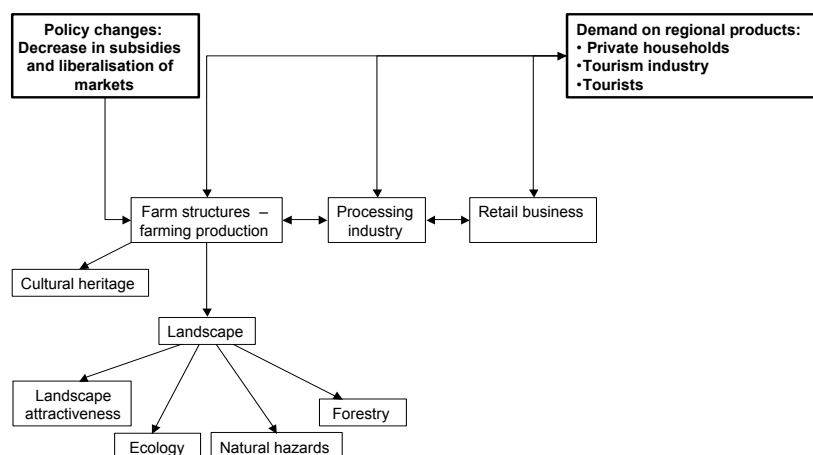 Policy changes:
Decrease in subsidies
and liberalisation of
markets
Demand on regional products:
• Private households
•Tourism industry
•Tourists
Farm structures –
farming production
Processing
industry
Retail business
Cultural heritage
Landscape
Landscape
attractiveness
Forestry
Ecology
Natural hazards